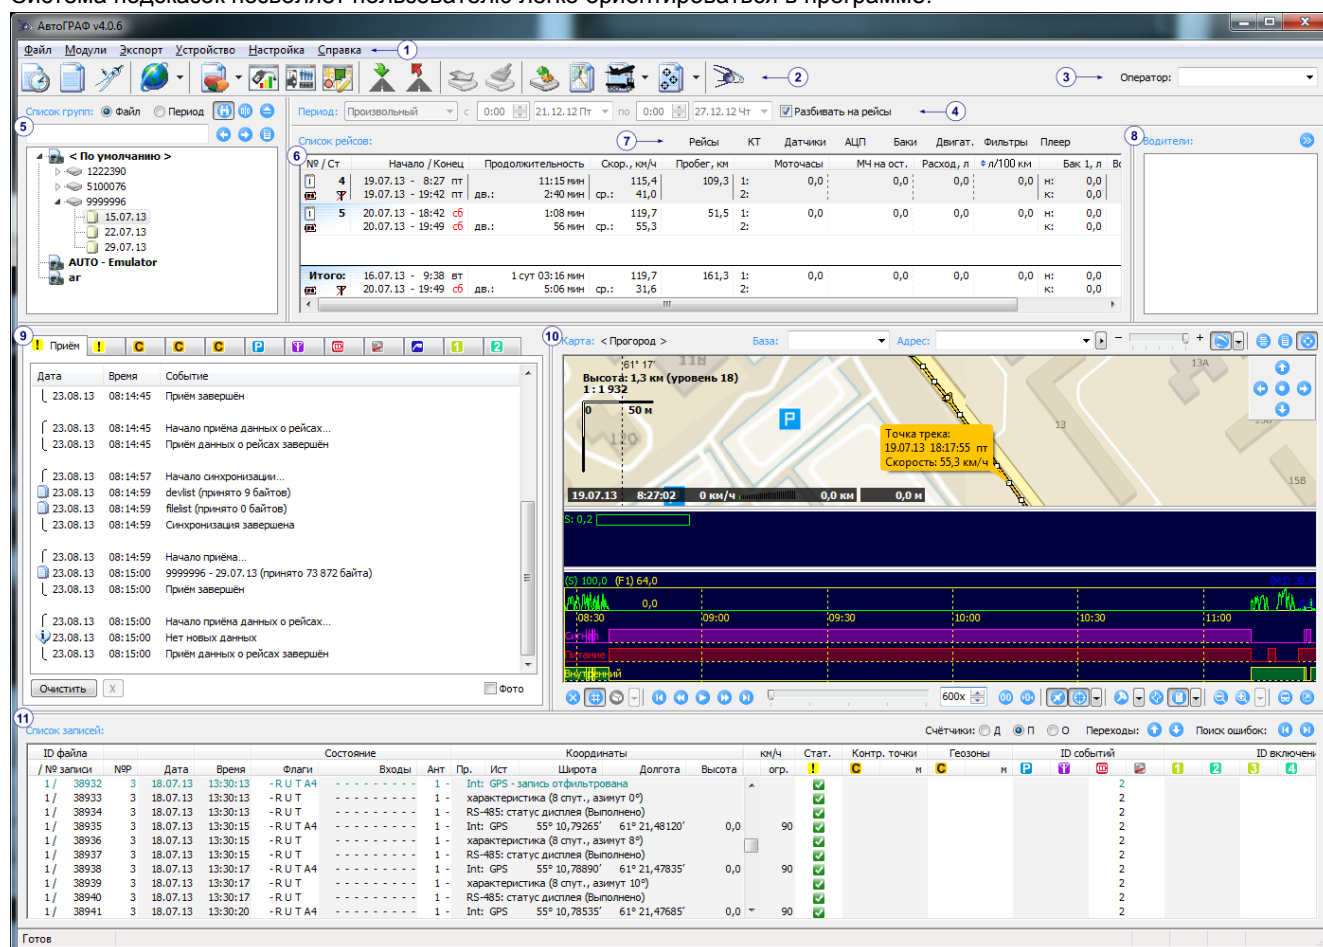 Система подсказок позволяет пользователю легко ориентироваться в программе.
АвтоГРАФ v4.0.6
Файл Модули Экспорт Устройство Настройка Справка 1
2
3 Оператор:
Список групп: Файл Период
Период: Произвольный с 0:00 21.12.12 Пт по 0:00 27.12.12 Чт Разбивать на рейсы 4
5
< По умолчанию >
1222390
5100076
9999996
15.07.13
22.07.13
29.07.13
AUTO - Emulator
аг
Список рейсов: 7 Рейсы КТ Датчики АЦП Баки Двигат. Фильтры Плеер
6
№ / Ст Начало / Конец Продолжительность Скор., км/ч Пробег, км Моточасы МЧ на ост. Расход, л л/100 км Бак 1, л
4 19.07.13 - 8:27 пт 11:15 мин 115,4 109,3 1: 0,0 0,0 0,0 0,0 н: 0,0
19.07.13 - 19:42 пт дв.: 2:40 мин ср.: 41,0 2: к: 0,0
5 20.07.13 - 18:42 сб 1:08 мин 119,7 51,5 1: 0,0 0,0 0,0 0,0 н: 0,0
20.07.13 - 19:49 сб дв.: 56 мин ср.: 55,3 2: к: 0,0
Итого: 16.07.13 - 9:38 вт 1 сут 03:16 мин 119,7 161,3 1: 0,0 0,0 0,0 0,0 н: 0,0
20.07.13 - 19:49 сб дв.: 5:06 мин ср.: 31,6 2: к: 0,0
8 Водители:
9
! Приём ! C C C P 1 2
Дата Время Событие
23.08.13 08:14:45 Приём завершён
23.08.13 08:14:45 Начало приёма данных о рейсах...
23.08.13 08:14:45 Приём данных о рейсах завершён
23.08.13 08:14:57 Начало синхронизации...
23.08.13 08:14:59 devlist (принято 9 байтов)
23.08.13 08:14:59 filelist (принято 0 байтов)
23.08.13 08:14:59 Синхронизация завершена
23.08.13 08:14:59 Начало приёма...
23.08.13 08:15:00 9999996 - 29.07.13 (принято 73 872 байта)
23.08.13 08:15:00 Приём завершён
23.08.13 08:15:00 Начало приёма данных о рейсах...
23.08.13 08:15:00 Нет новых данных
23.08.13 08:15:00 Приём данных о рейсах завершён
Очистить X Фото
10 Карта: < Прогород > База: Адрес: - +
61° 17'
Высота: 1,3 км (уровень 18)
1 : 1 932
0 50 м
118
120
13А
13
15В
P
Точка трека:
19.07.13 18:17:55 пт
Скорость: 55,3 км/ч
19.07.13 8:27:02 0 км/ч 0,0 км 0,0 м
S: 0,2
(S) 100,0 (F1) 64,0
0,0
08:30 09:00 09:30 10:00 10:30 11:00
Сигнал
Питание
Внутренний
600x
11
Список записей: Счётчики: Д П О Переходы: Поиск ошибок:
ID файла Состояние Координаты км/ч Стат. Контр. точки Геозоны ID событий ID включени
/ № записи №Р Дата Время Флаги Входы Ант Пр. Ист Широта Долгота Высота огр. ! C м C м P 1 2 3 4
1 / 38932 3 18.07.13 13:30:13 - R U T A4 - - - - - - - - - 1 - Int: GPS - запись отфильтрована 2
1 / 38933 3 18.07.13 13:30:13 - R U T - - - - - - - - - 1 - характеристика (8 спут., азимут 0°) 2
1 / 38934 3 18.07.13 13:30:13 - R U T - - - - - - - - - 1 - RS-485: статус дисплея (Выполнено) 2
1 / 38935 3 18.07.13 13:30:15 - R U T A4 - - - - - - - - - 1 - Int: GPS 55° 10,79265' 61° 21,48120' 0,0 90 2
1 / 38936 3 18.07.13 13:30:15 - R U T - - - - - - - - - 1 - характеристика (8 спут., азимут 8°) 2
1 / 38937 3 18.07.13 13:30:15 - R U T - - - - - - - - - 1 - RS-485: статус дисплея (Выполнено) 2
1 / 38938 3 18.07.13 13:30:17 - R U T A4 - - - - - - - - - 1 - Int: GPS 55° 10,78890' 61° 21,47835' 0,0 90 2
1 / 38939 3 18.07.13 13:30:17 - R U T - - - - - - - - - 1 - характеристика (8 спут., азимут 10°) 2
1 / 38940 3 18.07.13 13:30:17 - R U T - - - - - - - - - 1 - RS-485: статус дисплея (Выполнено) 2
1 / 38941 3 18.07.13 13:30:20 - R U T A4 - - - - - - - - - 1 - Int: GPS 55° 10,78535' 61° 21,47685' 0,0 90 2
Готов